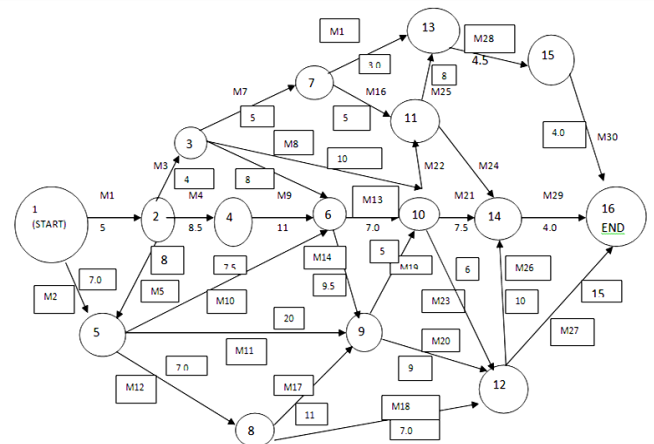 13
M1
M28
15
3.0
4.5
7
M7
M16
8
M25
5
5
11
4.0
M30
3
M8
10
M3
4
M4
8
M9
M22
M24
M13
M1
M21
M29
1
(START)
2
4
6
10
14
16
END
5
8.5
11
7.0
7.5
4.0
8
5
7.0
7.5
M14
M19
6
M26
M2
M5
M10
9.5
M23
10
15
5
20
9
M27
M11
M20
7.0
9
12
M12
M17
11
M18
8
7.0